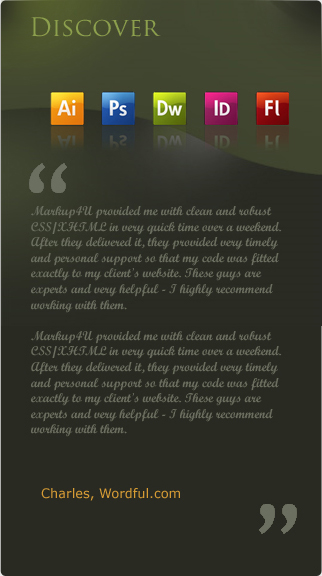 Discover
Ai Ps Dw ID Fl
Markup4U provided me with clean and robust
CSS/XHTML in very quick time over a weekend.
After they delivered it, they provided very timely
and personal support so that my code was fitted
exactly to my client's website. These guys are
experts and very helpful - I highly recommend
working with them.
Markup4U provided me with clean and robust
CSS/XHTML in very quick time over a weekend.
After they delivered it, they provided very timely
and personal support so that my code was fitted
exactly to my client's website. These guys are
experts and very helpful - I highly recommend
working with them.
Charles, Wordful.com